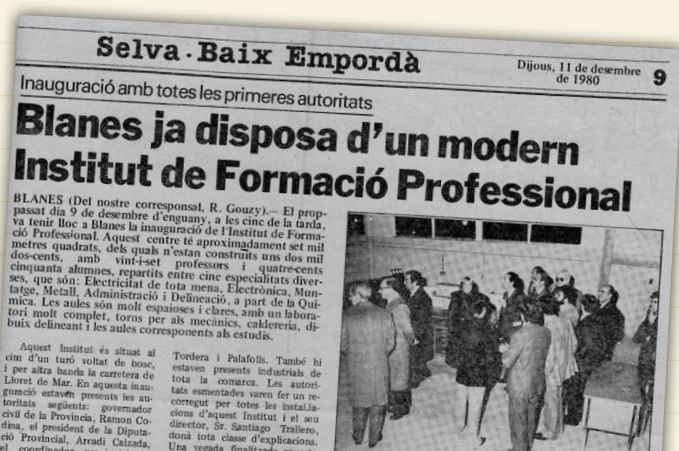 Selva - Baix Empordà
Dijous, 11 de desembre
de 1980
9
Inauguració amb totes les primeres autoritats
Blanes ja disposa d'un modern
Institut de Formació Professional
BLANES (Del nostre corresponsal, R. Gouzy).— El prop-
passat dia 9 de desembre d'enguany, a les cinc de la tarda,
va tenir lloc a Blanes la inauguració de l'Institut de Forma-
ció Professional. Aquest centre té aproximadament set mil
metres quadrats, dels quals n'estan construïts uns dos mil
dos-cents, amb vint-i-set professors i quatre-cents
cinquanta alumnes, repartits entre cinc especialitats diver-
ses, que són: Electricitat de tota mena, Electrònica, Mun-
tatge, Metall, Administració i Delineació, a part de la Quí-
mica. Les aules són molt espaioses i clares, amb un labora-
tori molt complet, torns per als mecànics, caldereria, di-
buix delineant i les aules corresponents als estudis.
Aquest Institut és situat al
cim d'un turó voltat de bosc,
i per altra banda la carretera de
Lloret de Mar. En aquesta inau-
guració estaven presents les au-
toritats següents: governador
civil de la Província, Ramon Co-
dina, el president de la Diputa-
ció Provincial, Arcadi Calzada,
el coordinador
Tordera i Palafolls. També hi
estaven presents industrials de
tota la comarca. Les autori-
tats esmentades varen fer un re-
corregut per totes les instal.la-
cions d'aquest Institut i el seu
director, Sr. Santiago Trallero,
donà tota classe d'explicacions.
Una vegada finalitzada